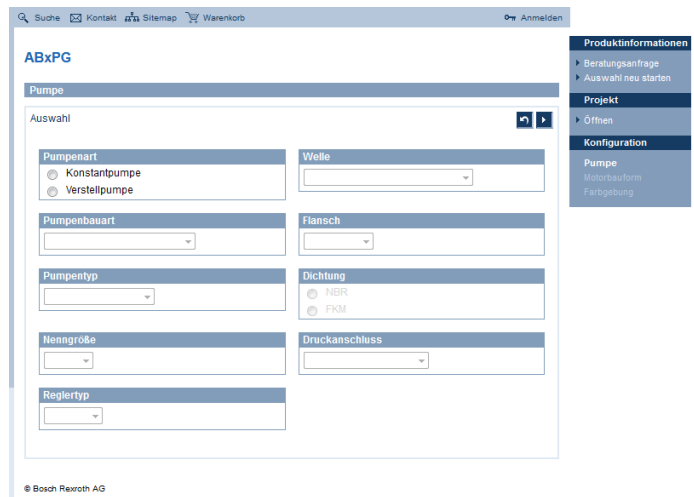 Suche Kontakt Sitemap Warenkorb Anmelden
ABxPG
Pumpe
Auswahl
Pumpenart
Konstantpumpe
Verstellpumpe
Pumpenbauart
Pumpentyp
Nenngröße
Reglertyp
Welle
Flansch
Dichtung
NBR
FKM
Druckanschluss
© Bosch Rexroth AG
Produktinformationen
Beratungsanfrage
Auswahl neu starten
Projekt
Öffnen
Konfiguration
Pumpe
Motorbauform
Farbgebung